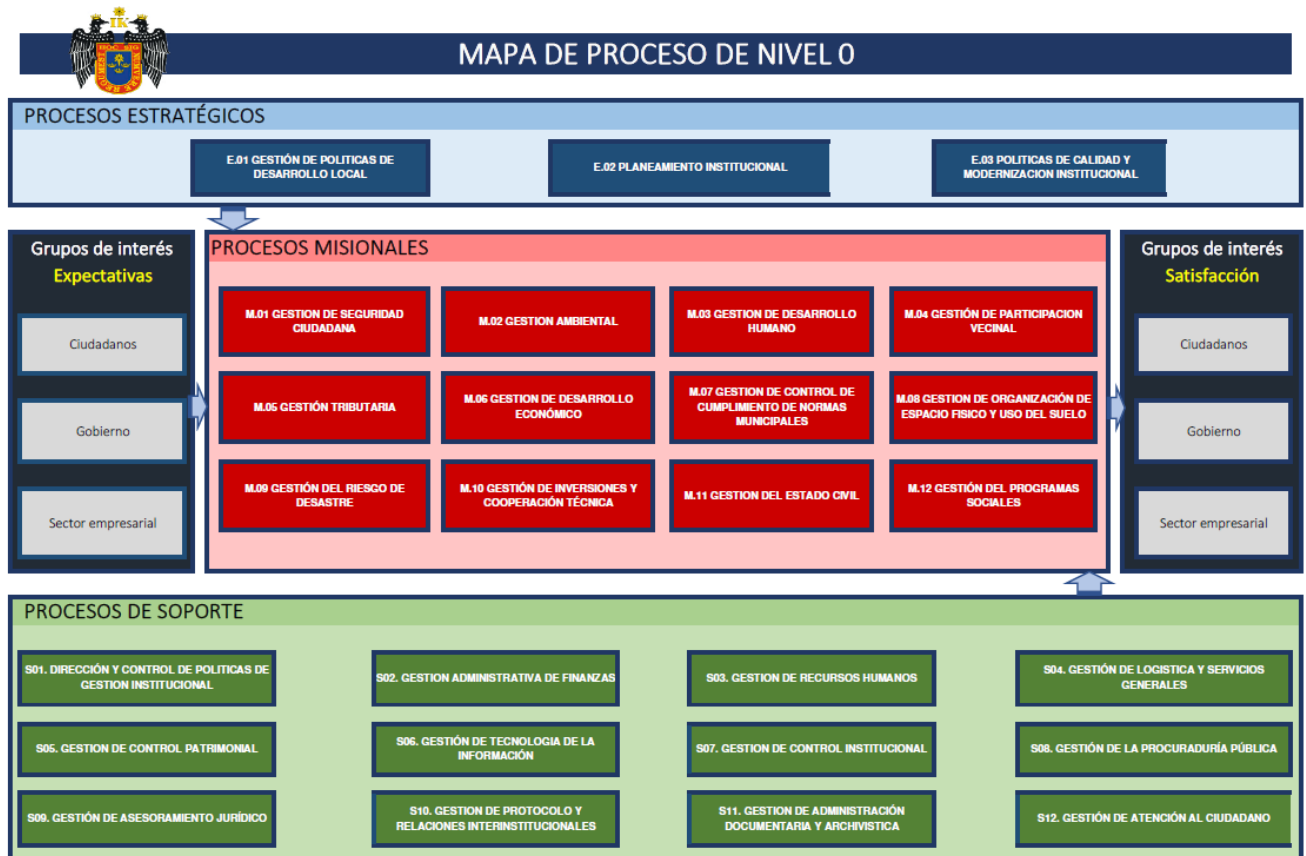 IK
HOC SIG
MAPA DE PROCESO DE NIVEL 0
PROCESOS ESTRATÉGICOS
E.01 GESTIÓN DE POLITICAS DE
DESARROLLO LOCAL
E.02 PLANEAMIENTO INSTITUCIONAL
E.03 POLITICAS DE CALIDAD Y
MODERNIZACION INSTITUCIONAL
Grupos de interés
Expectativas
Ciudadanos
Gobierno
Sector empresarial
PROCESOS MISIONALES
M.01 GESTION DE SEGURIDAD
CIUDADANA
M.02 GESTION AMBIENTAL
M.03 GESTION DE DESARROLLO
HUMANO
M.04 GESTIÓN DE PARTICIPACION
VECINAL
M.05 GESTIÓN TRIBUTARIA
M.06 GESTION DE DESARROLLO
ECONÓMICO
M.07 GESTION DE CONTROL DE
CUMPLIMIENTO DE NORMAS
MUNICIPALES
M.08 GESTION DE ORGANIZACIÓN DE
ESPACIO FISICO Y USO DEL SUELO
M.09 GESTIÓN DEL RIESGO DE
DESASTRE
M.10 GESTIÓN DE INVERSIONES Y
COOPERACIÓN TÉCNICA
M.11 GESTION DEL ESTADO CIVIL
M.12 GESTIÓN DEL PROGRAMAS
SOCIALES
Grupos de interés
Satisfacción
Ciudadanos
Gobierno
Sector empresarial
PROCESOS DE SOPORTE
S01. DIRECCIÓN Y CONTROL DE POLITICAS DE
GESTION INSTITUCIONAL
S02. GESTION ADMINISTRATIVA DE FINANZAS
S03. GESTION DE RECURSOS HUMANOS
S04. GESTIÓN DE LOGISTICA Y SERVICIOS
GENERALES
S05. GESTION DE CONTROL PATRIMONIAL
S06. GESTIÓN DE TECNOLOGIA DE LA
INFORMACIÓN
S07. GESTION DE CONTROL INSTITUCIONAL
S08. GESTIÓN DE LA PROCURADURÍA PÚBLICA
S09. GESTIÓN DE ASESORAMIENTO JURÍDICO
S10. GESTION DE PROTOCOLO Y
RELACIONES INTERINSTITUCIONALES
S11. GESTION DE ADMINISTRACIÓN
DOCUMENTARIA Y ARCHIVISTICA
S12. GESTIÓN DE ATENCIÓN AL CIUDADANO